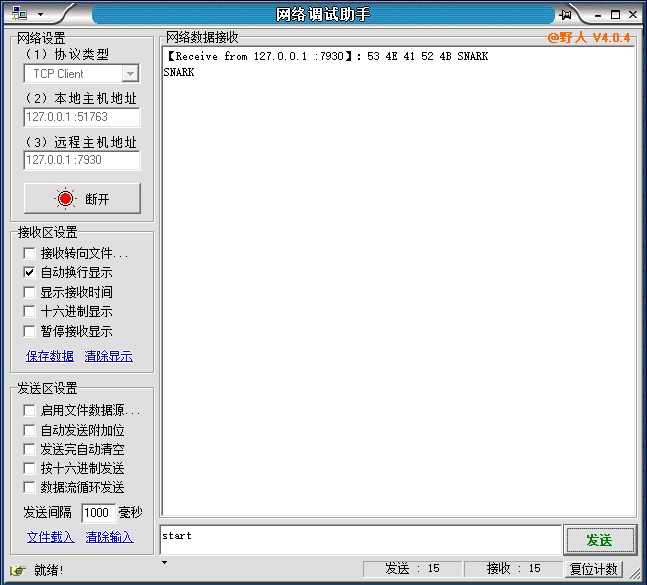 网络调试助手
网络设置
(1) 协议类型
TCP Client
(2) 本地主机地址
127.0.0.1 :51763
(3) 远程主机地址
127.0.0.1 :7930
断开
接收区设置
接收转向文件...
自动换行显示
显示接收时间
十六进制显示
暂停接收显示
保存数据 清除显示
发送区设置
启用文件数据源...
自动发送附加位
发送完自动清空
按十六进制发送
数据流循环发送
发送间隔 1000 毫秒
文件载入 清除输入
网络数据接收
@野人 V4.0.4
【Receive from 127.0.0.1 :7930】: 53 4E 41 52 4B SNARK
SNARK
start
发送
就绪!
发送 : 15
接收 : 15
复位计数